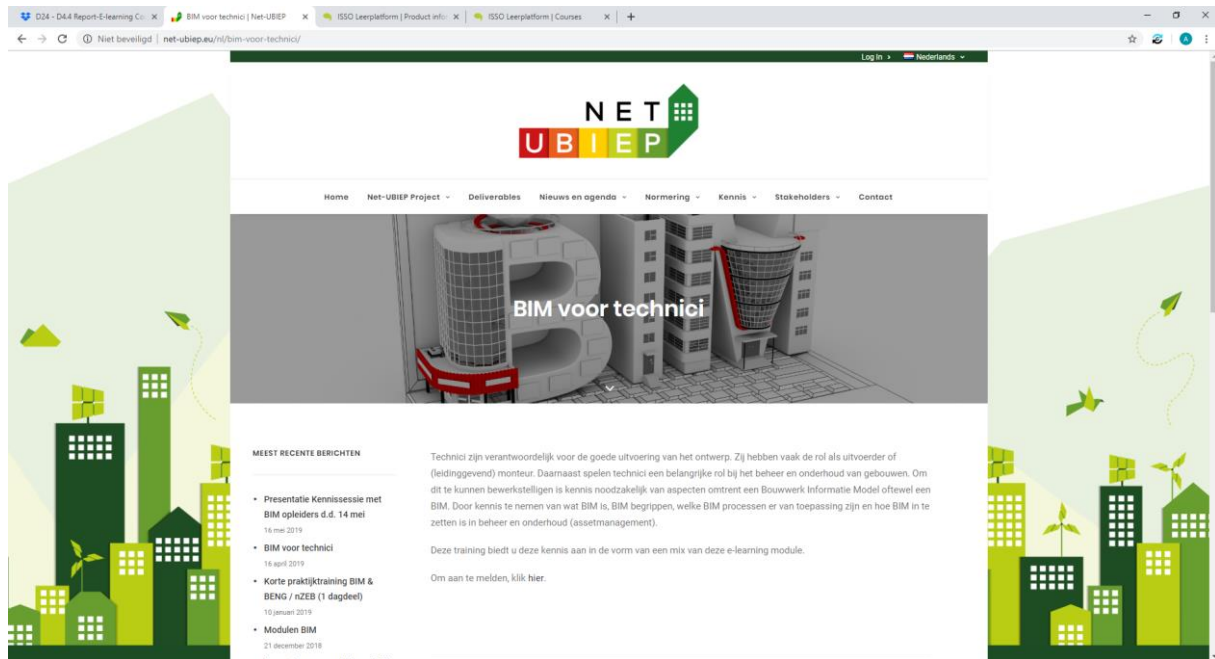 D24 - D4.4 Report-E-learning Co
BIM voor technici | Net-UBIEP
ISSO Leerplatform | Product info
ISSO Leerplatform | Courses
Niet beveiligd | net-ubiep.eu/nl/bim-voor-technici/
A
Log In
Nederlands
NET
UBIEP
Home Net-UBIEP Project Deliverables Nieuws en agenda Normering Kennis Stakeholders Contact
BIM voor technici
MEEST RECENTE BERICHTEN
Presentatie Kennissessie met
BIM opleiders d.d. 14 mei
16 mei 2019
BIM voor technici
16 april 2019
Korte praktijktraining BIM &
BENG / nZEB (1 dagdeel)
10 januari 2019
Modulen BIM
21 december 2018
Technici zijn verantwoordelijk voor de goede uitvoering van het ontwerp. Zij hebben vaak de rol als uitvoerder of
(leidinggevend) monteur. Daarnaast spelen technici een belangrijke rol bij het beheer en onderhoud van gebouwen. Om
dit te kunnen bewerkstelligen is kennis noodzakelijk van aspecten omtrent een Bouwwerk Informatie Model oftewel een
BIM. Door kennis te nemen van wat BIM is, BIM begrippen, welke BIM processen er van toepassing zijn en hoe BIM in te
zetten is in beheer en onderhoud (assetmanagement).
Deze training biedt u deze kennis aan in de vorm van een mix van deze e-learning module.
Om aan te melden, klik hier.